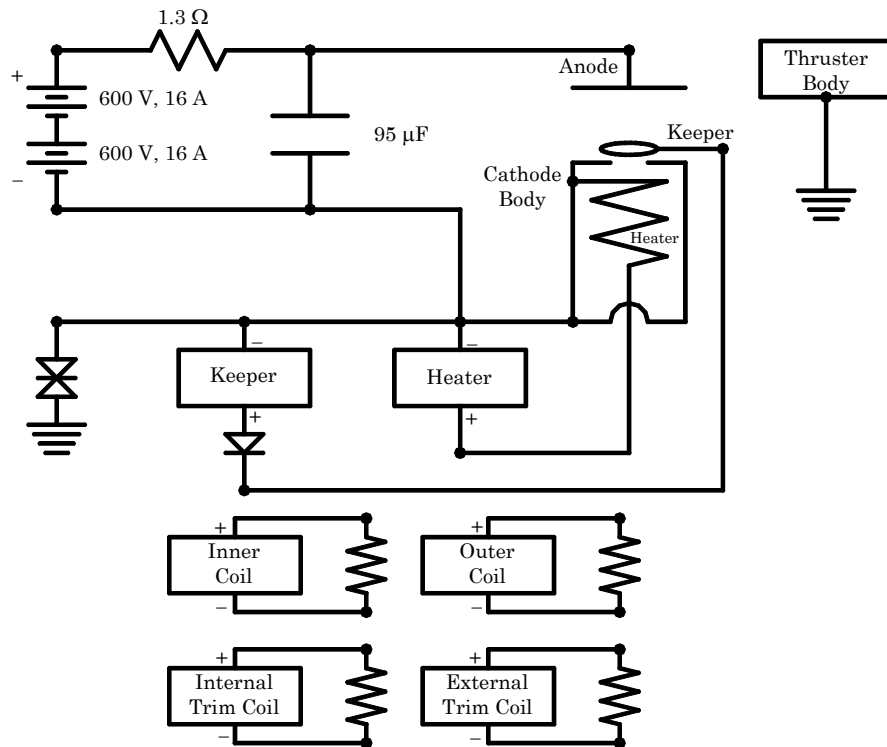 1.3 Ω
+
600 V, 16 A
600 V, 16 A
−
95 μF
Anode
Thruster
Body
Keeper
Cathode
Body
Heater
−
Keeper
+
−
Heater
+
+
Inner
Coil
−
+
Outer
Coil
−
+
Internal
Trim Coil
−
+
External
Trim Coil
−